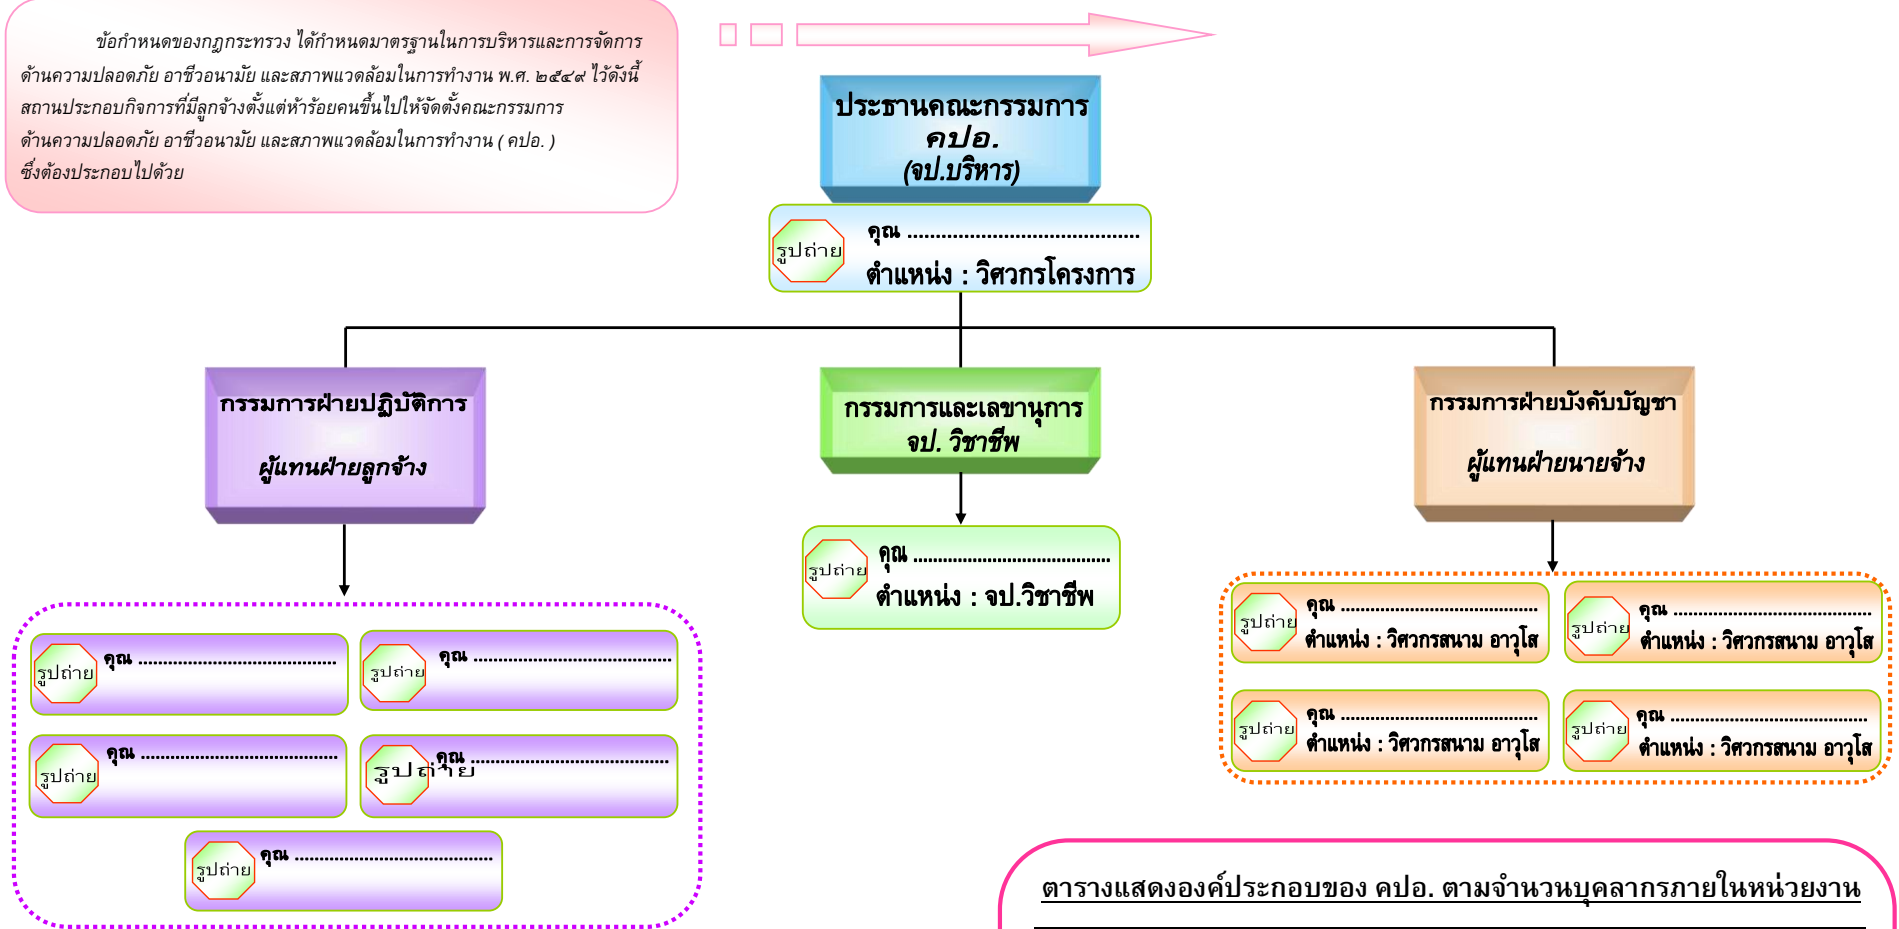 ข้อกำหนดของกฎกระทรวง ได้กำหนดมาตรฐานในการบริหารและการจัดการ
ด้านความปลอดภัย อาชีวอนามัย และสภาพแวดล้อมในการทำงาน พ.ศ. ๒๕๔๙ ไว้ดังนี้
สถานประกอบกิจการที่มีลูกจ้างตั้งแต่ห้าร้อยคนขึ้นไปให้จัดตั้งคณะกรรมการ
ด้านความปลอดภัย อาชีวอนามัย และสภาพแวดล้อมในการทำงาน ( คปอ. )
ซึ่งต้องประกอบไปด้วย
ประธานคณะกรรมการ
คปอ.
(จป.บริหาร)
รูปถ่าย
คุณ ........................................
ตำแหน่ง : วิศวกรโครงการ
กรรมการฝ่ายปฏิบัติการ
ผู้แทนฝ่ายลูกจ้าง
กรรมการและเลขานุการ
จป. วิชาชีพ
กรรมการฝ่ายบังคับบัญชา
ผู้แทนฝ่ายนายจ้าง
รูปถ่าย
คุณ ........................................
ตำแหน่ง : จป.วิชาชีพ
รูปถ่าย
คุณ ........................................
ตำแหน่ง : วิศวกรสนาม อาวุโส
รูปถ่าย
คุณ ........................................
ตำแหน่ง : วิศวกรสนาม อาวุโส
รูปถ่าย
คุณ ........................................
ตำแหน่ง : วิศวกรสนาม อาวุโส
รูปถ่าย
คุณ ........................................
ตำแหน่ง : วิศวกรสนาม อาวุโส
รูปถ่าย
คุณ ........................................
รูปถ่าย
คุณ ........................................
รูปถ่าย
คุณ ........................................
รูปถ่าย
คุณ ........................................
รูปถ่าย
คุณ ........................................
ตารางแสดงองค์ประกอบของ คปอ. ตามจำนวนบุคลากรภายในหน่วยงาน